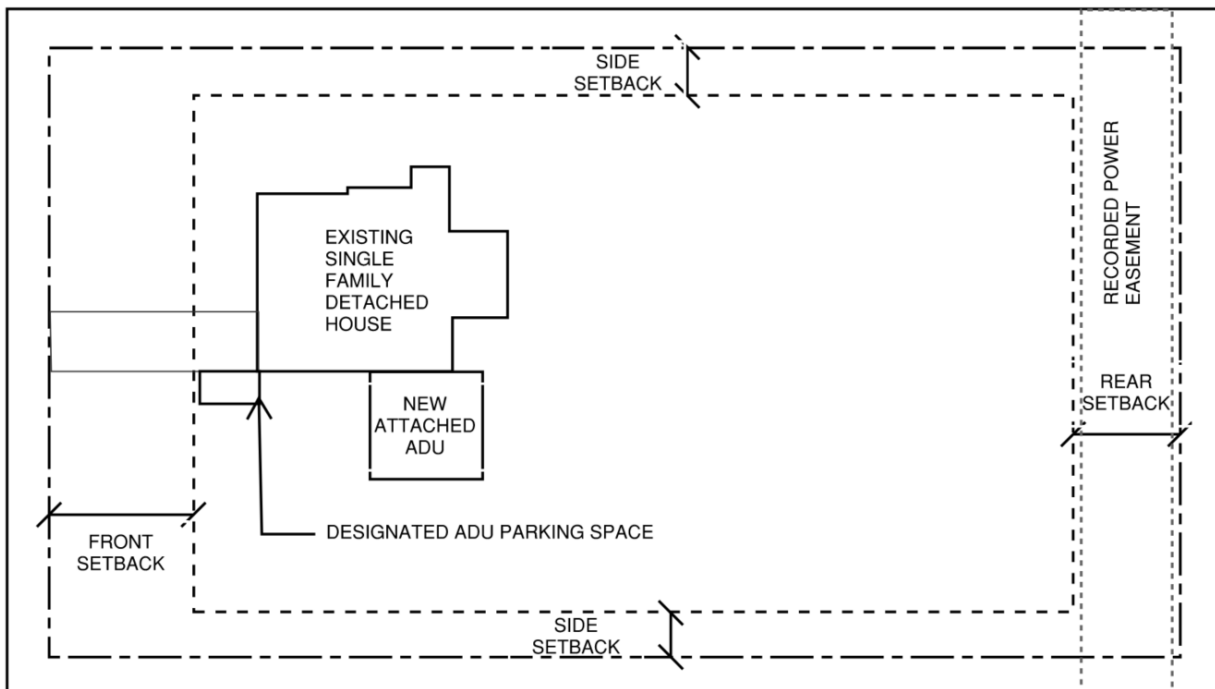 SIDE
SETBACK
RECORDED POWER
EASEMENT
EXISTING
SINGLE
FAMILY
DETACHED
HOUSE
NEW
ATTACHED
ADU
REAR
SETBACK
DESIGNATED ADU PARKING SPACE
FRONT
SETBACK
SIDE
SETBACK